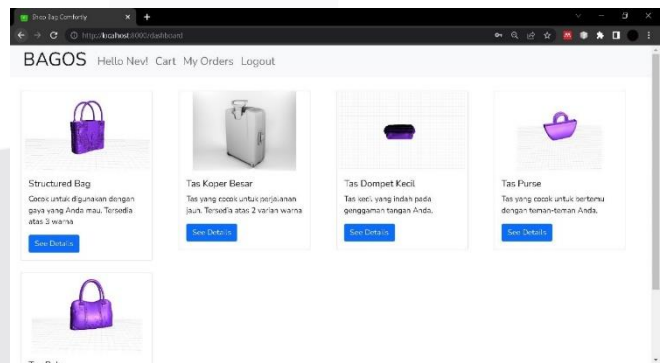 Shop Bag Comfortly
http://localhost:8000/dashboard
BAGOS Hello Nev! Cart My Orders Logout
Structured Bag
Cocok untuk digunakan dengan
gaya yang Anda mau. Tersedia
atas 3 warna
See Details
Tas Koper Besar
Tas yang cocok untuk perjalanan
jauh. Tersedia atas 2 varian warna
See Details
Tas Dompet Kecil
Tas kecil yang indah pada
genggaman tangan Anda.
See Details
Tas Purse
Tas yang cocok untuk bertemu
dengan teman-teman Anda.
See Details